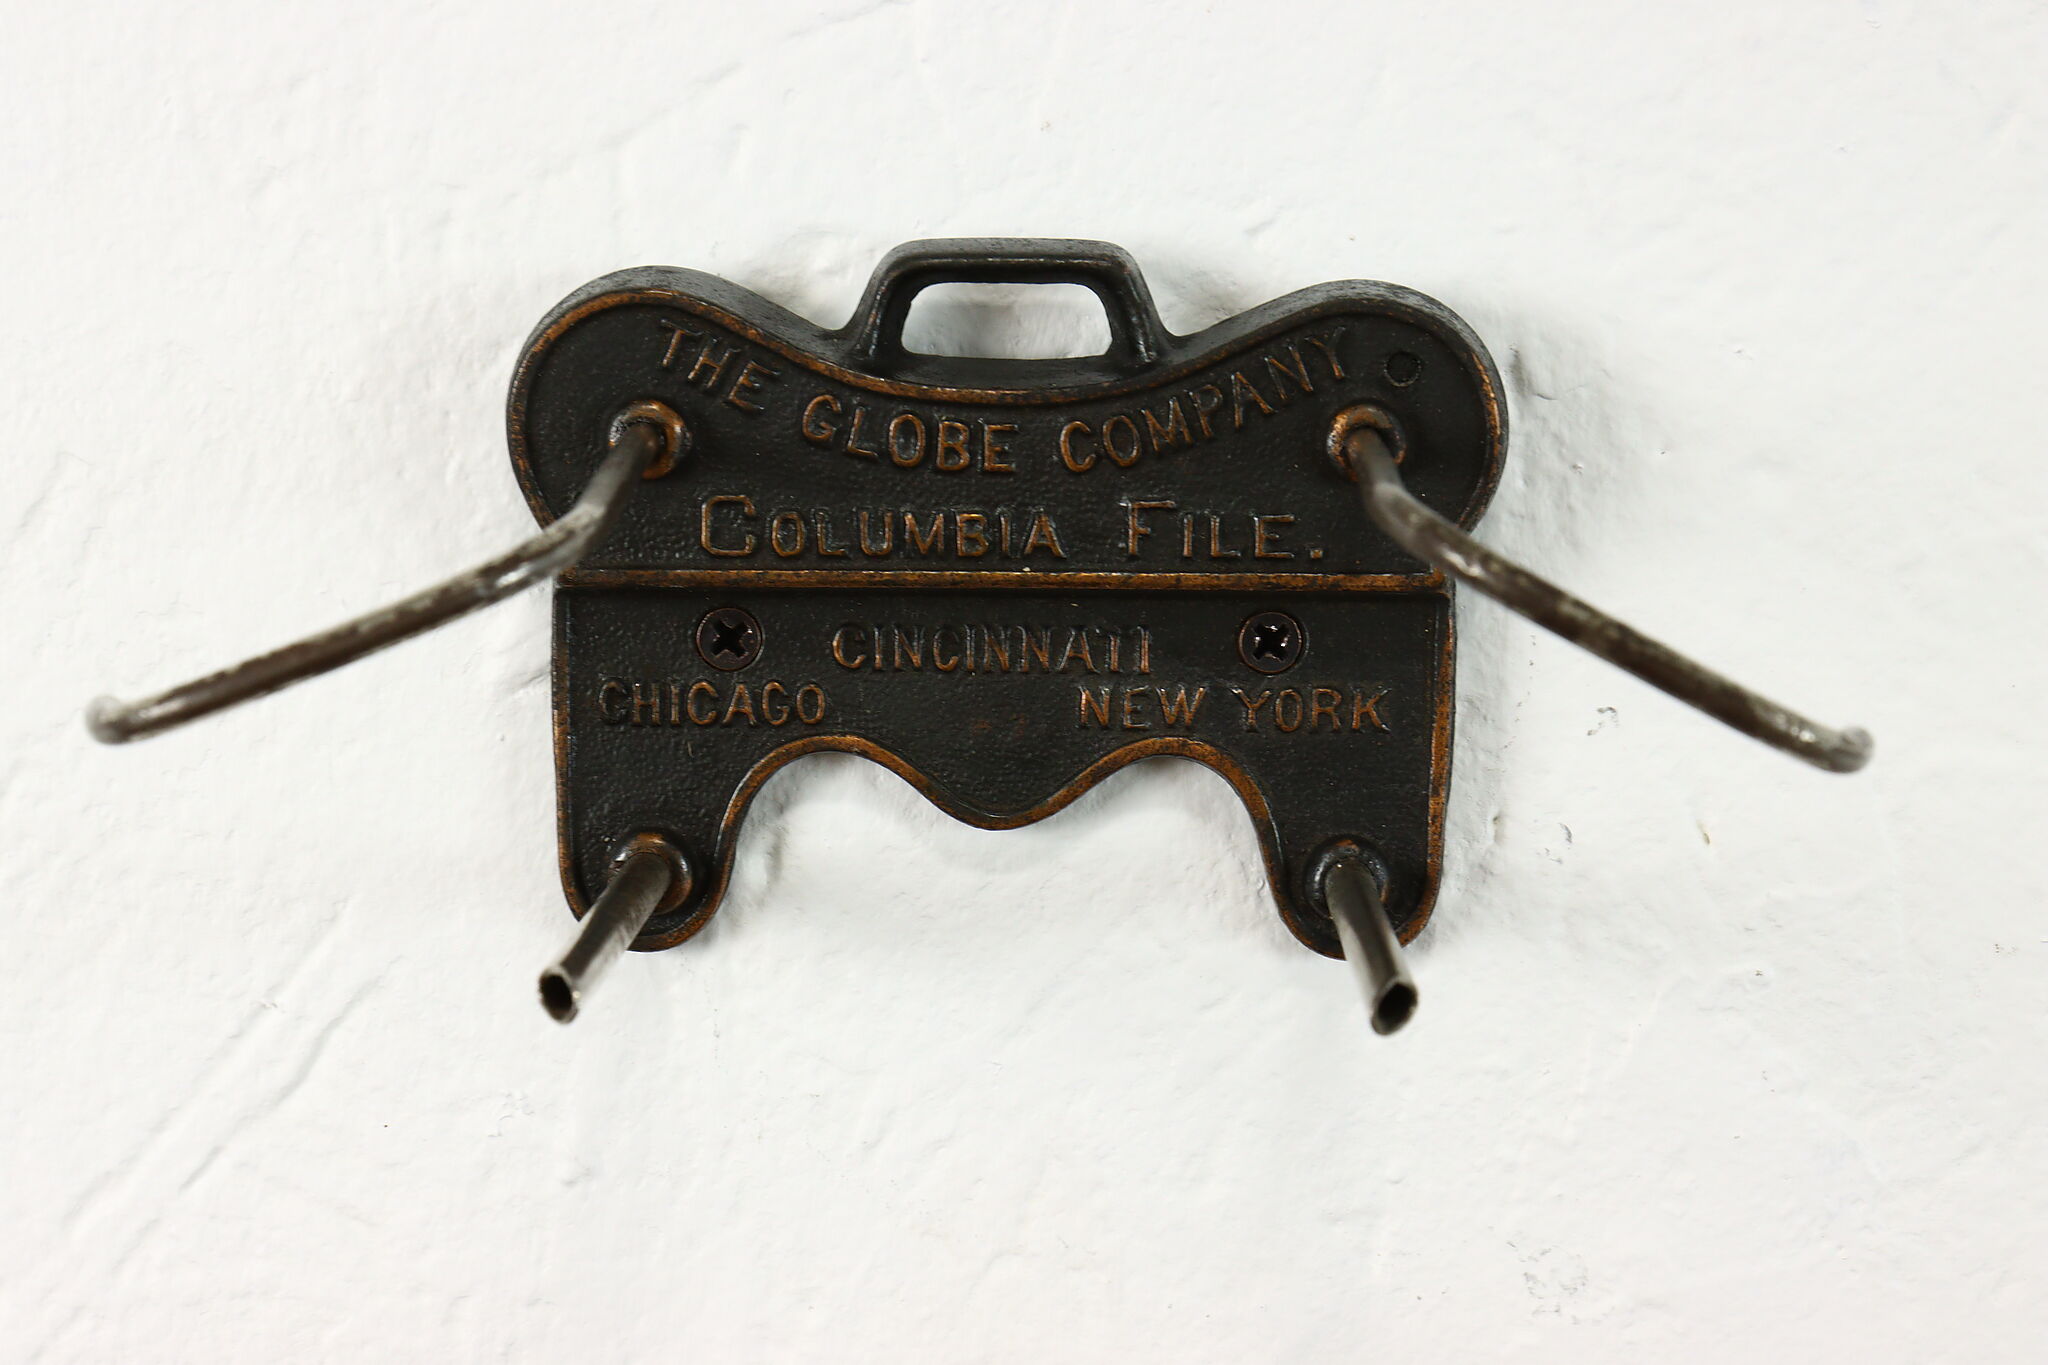 THE GLOBE COMPANY
COLUMBIA FILE.
CINCINNATI
CHICAGO NEW YORK